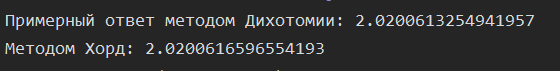 Примерный ответ методом Дихотомии: 2.0200613254941957
Методом Хорд: 2.0200616596554193